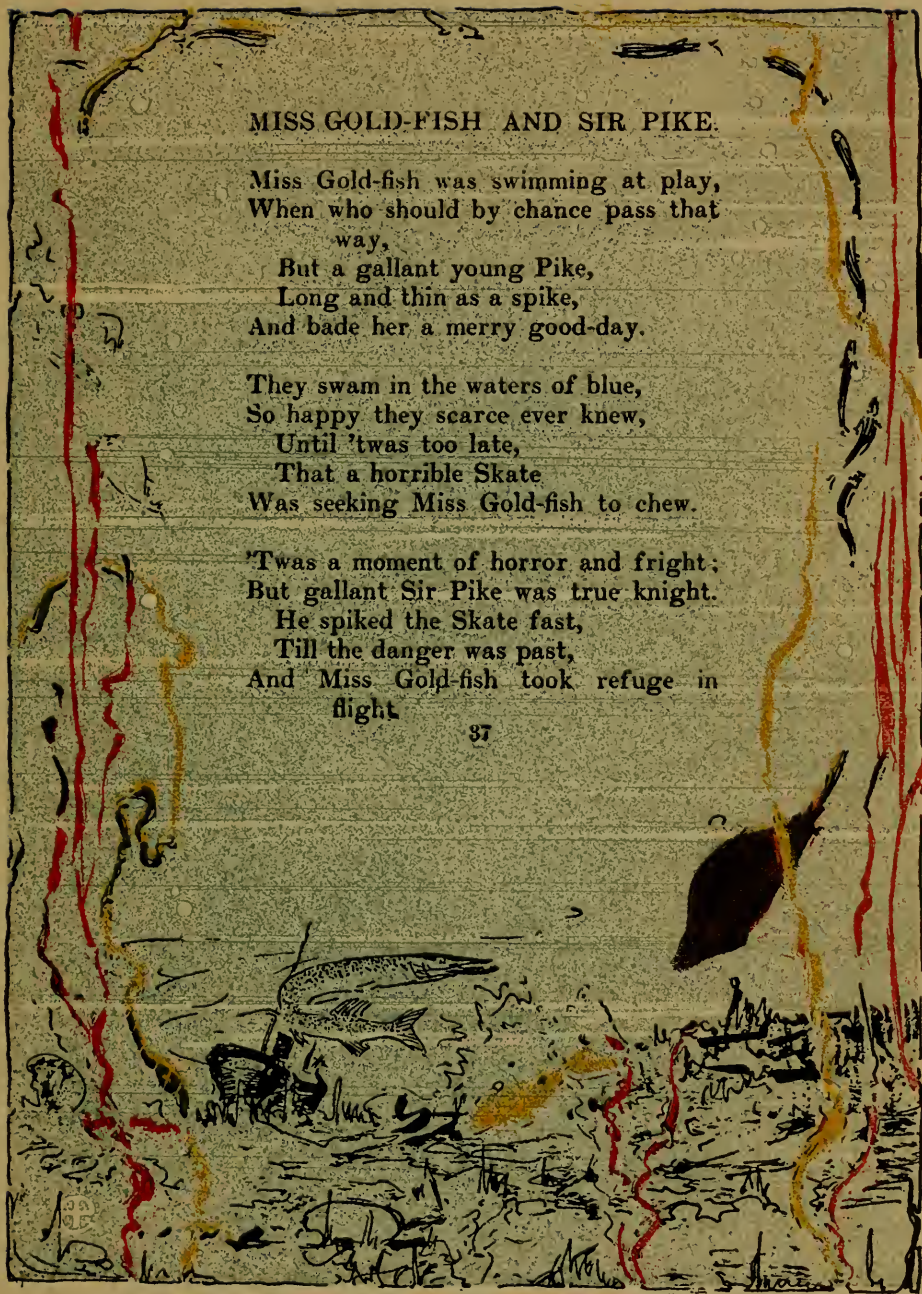 MISS GOLD-FISH AND SIR PIKE.
Miss Gold-fish was swimming at play,
When who should by chance pass that
way,
But a gallant young Pike,
Long and thin as a spike,
And bade her a merry good-day.
They swam in the waters of blue,
So happy they scarce ever knew,
Until 'twas too late,
That a horrible Skate
Was seeking Miss Gold-fish to chew.
'Twas a moment of horror and fright;
But gallant Sir Pike was true knight.
He spiked the Skate fast,
Till the danger was past,
And Miss Gold-fish took refuge in
flight.
37